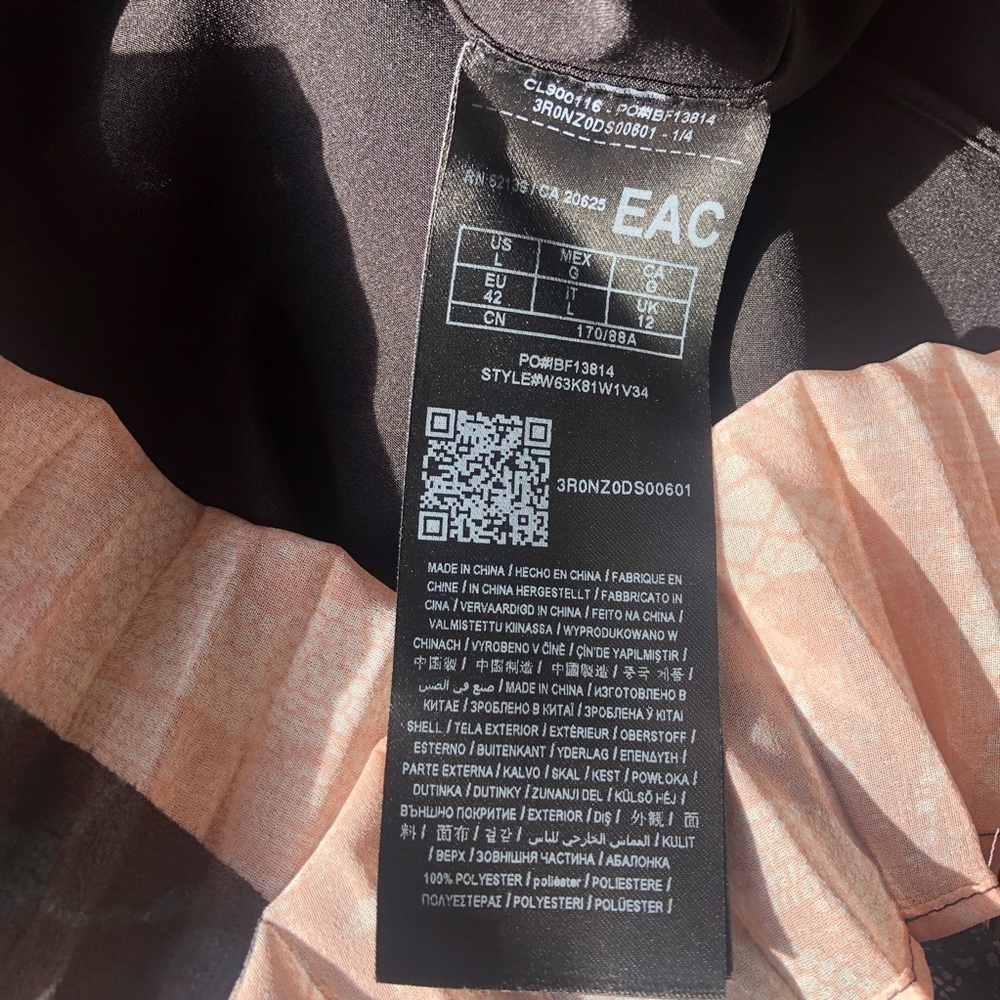 CL900116 - PO#IBF13814
3R0NZ0DS00601 - 1/4
RN 62136 / CA 20625
EAC
US L MEX G CA G
EU 42 IT L UK 12
CN 170/88A
PO#IBF13814
STYLE#W63K81W1V34
3R0NZ0DS00601
MADE IN CHINA / HECHO EN CHINA / FABRIQUE EN
CHINE / IN CHINA HERGESTELLT / FABBRICATO IN
CINA / VERVAARDIGD IN CHINA / FEITO NA CHINA /
VALMISTETTU KIINASSA / WYPRODUKOWANO W
CHINACH / VYROBENO V ČÍNĚ / ÇİN'DE YAPILMIŞTIR /
中国製 / 中国制造 / 中國製造 / 중국 제품 /
صنع في الصين / MADE IN CHINA / ИЗГОТОВЛЕНО В
КИТАЕ / ЗРОБЛЕНО В КИТАЇ / ЗРОБЛЕНА Ў КІТАІ
SHELL / TELA EXTERIOR / EXTÉRIEUR / OBERSTOFF /
ESTERNO / BUITENKANT / YDERLAG / ΕΠΕΝΔΥΣΗ /
PARTE EXTERNA / KALVO / SKAL / KEST / POWŁOKA /
DUTINKA / DUTINKY / ZUNANJI DEL / KÜLSŐ HÉJ /
ВЪНШНО ПОКРИТИЕ / EXTERIOR / DIŞ / 外観 / 面
料 / 面布 / 겉감 / القماش الخارجي للباس / KULIT
/ ВЕРХ / ЗОВНІШНЯ ЧАСТИНА / АБАЛОНКА
100% POLYESTER / poliéster / POLIESTERE /
ΠΟΛΥΕΣΤΕΡΑΣ / POLYESTERI / POLÜESTER /